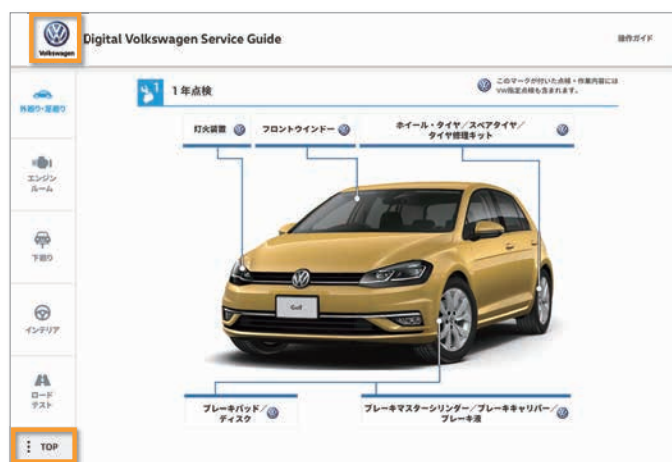 Volkswagen
Digital Volkswagen Service Guide
操作ガイド
1年点検
このマークが付いた点検・作業内容には
VW指定点検も含まれます。
外廻り・足廻り
エンジン
ルーム
下廻り
インテリア
ロード
テスト
TOP
灯火装置
フロントウインドー
ホイール・タイヤ/スペアタイヤ/
タイヤ修理キット
Golf
ブレーキパッド/
ディスク
ブレーキマスターシリンダー/ブレーキキャリパー/
ブレーキ液